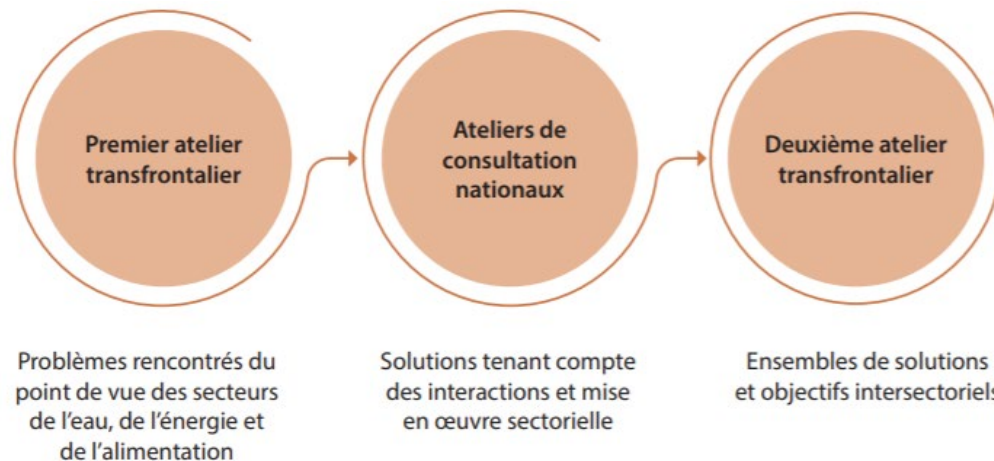 Premier atelier
transfrontalier
Ateliers de
consultation
nationaux
Deuxième atelier
transfrontalier
Problèmes rencontrés du
point de vue des secteurs
de l’eau, de l’énergie et
de l’alimentation
Solutions tenant compte
des interactions et mise
en œuvre sectorielle
Ensembles de solutions
et objectifs intersectoriels